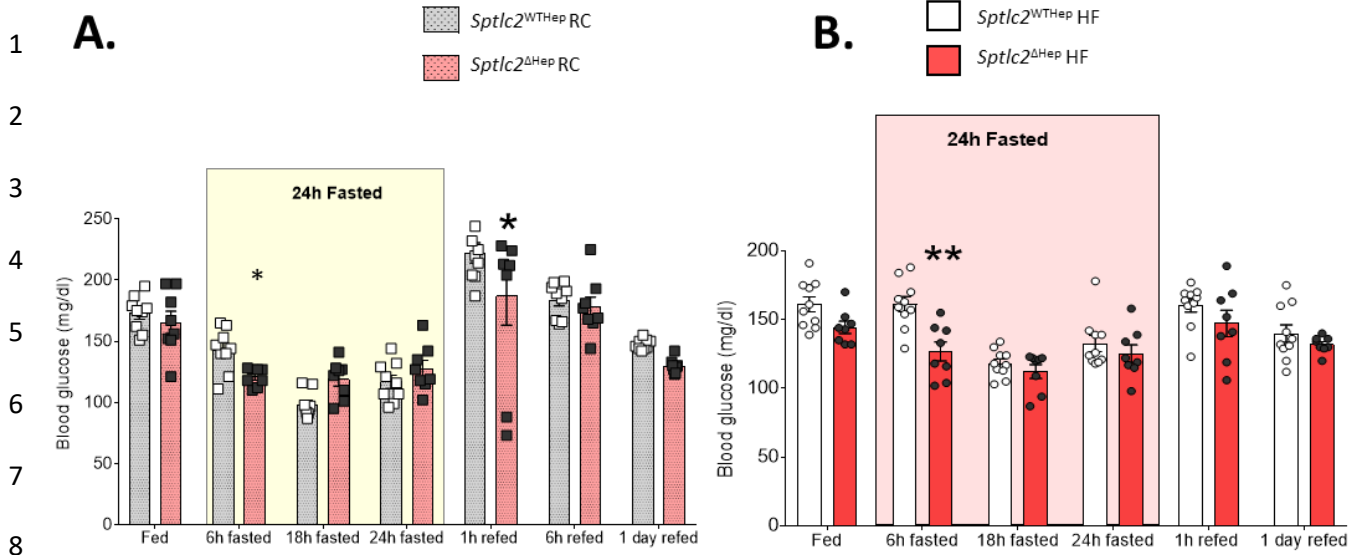 1
2
3
4
5
6
7
8
A.
Sptlc2WTHep RC
Sptlc2ΔHep RC
24h Fasted
Blood glucose (mg/dl)
250
200
150
100
50
0
*
*
Fed
6h fasted
18h fasted
24h fasted
1h refed
6h refed
1 day refed
B.
Sptlc2WTHep HF
Sptlc2ΔHep HF
24h Fasted
Blood glucose (mg/dl)
200
150
100
50
0
**
Fed
6h fasted
18h fasted
24h fasted
1h refed
1 day refed